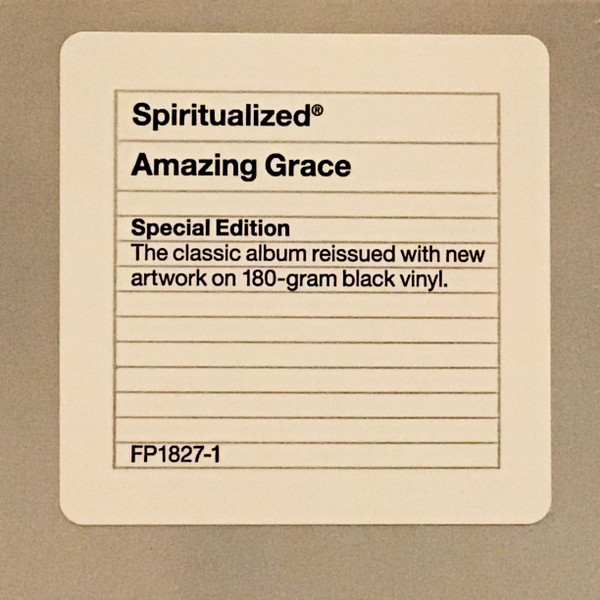 Spiritualized®
Amazing Grace
Special Edition
The classic album reissued with new
artwork on 180-gram black vinyl.
FP1827-1